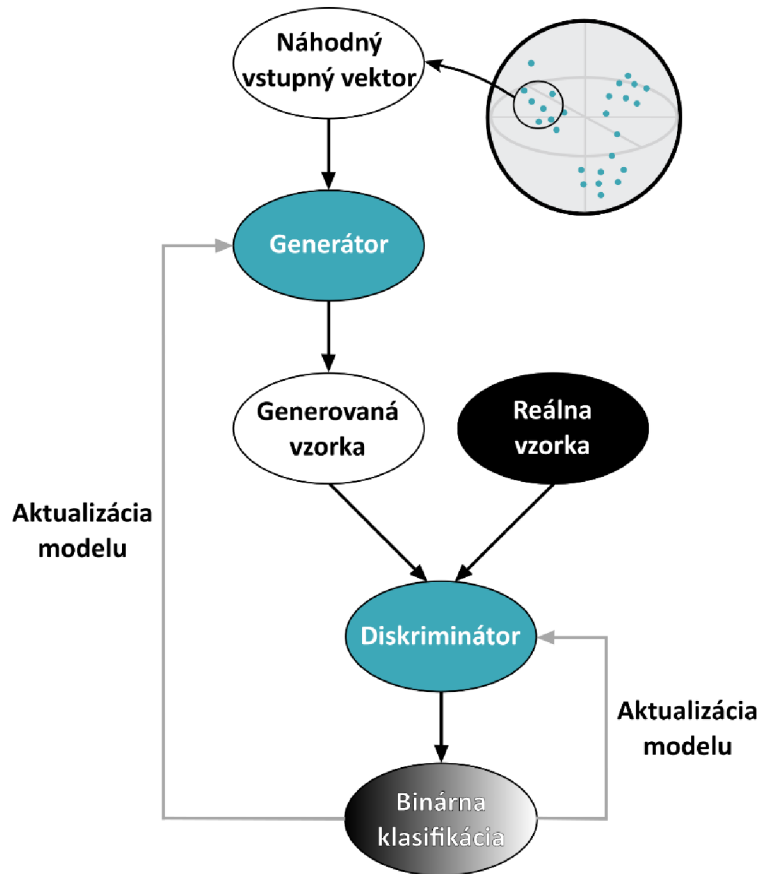 Náhodný
vstupný vektor
Generátor
Generovaná
vzorka
Reálna
vzorka
Aktualizácia
modelu
Diskriminátor
Aktualizácia
modelu
Binárna
klasifikácia